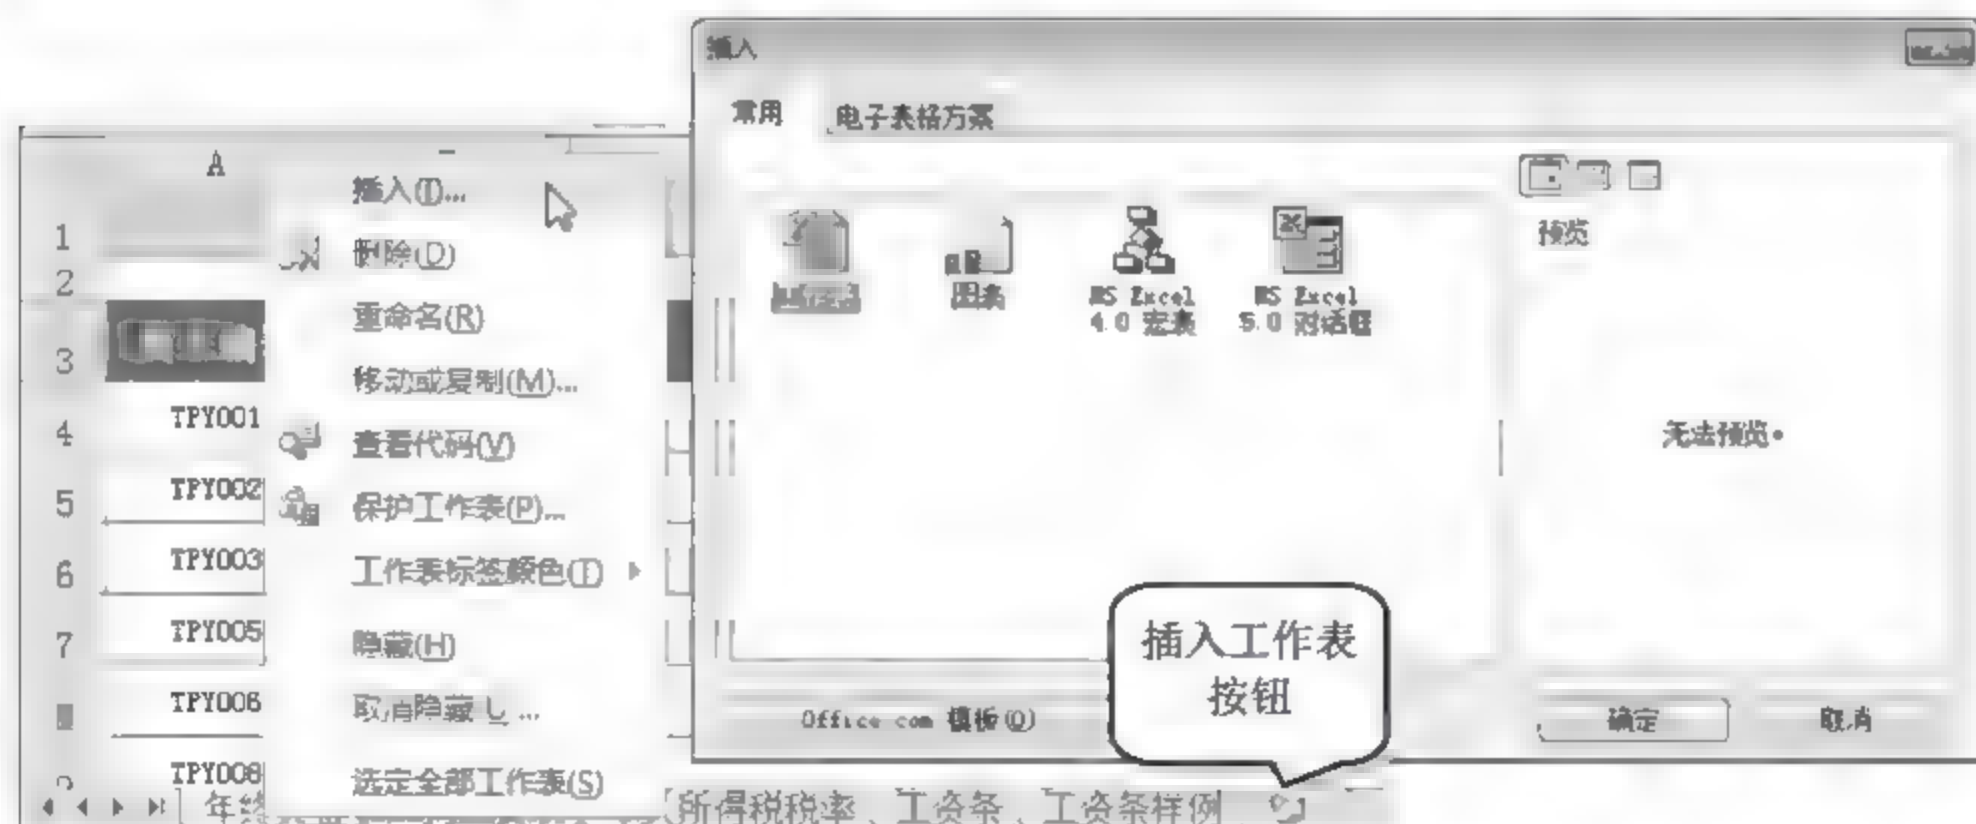 插入
常用
电子表格方案
A
插入(I)...
1
删除(D)
预览
2
重命名(R)
图表
MS Excel
4.0 宏表
MS Excel
5.0 对话框
3
移动或复制(M)...
4
TPY001
查看代码(V)
无法预览。
5
TPY002
保护工作表(P)...
6
TPY003
工作表标签颜色(T)
7
TPY005
隐藏(H)
插入工作表
按钮
TPY006
取消隐藏(U)...
Office.com 模板(O)
确定
取消
TPY008
选定全部工作表(S)
年终
所得税税率
工资条
工资条样例